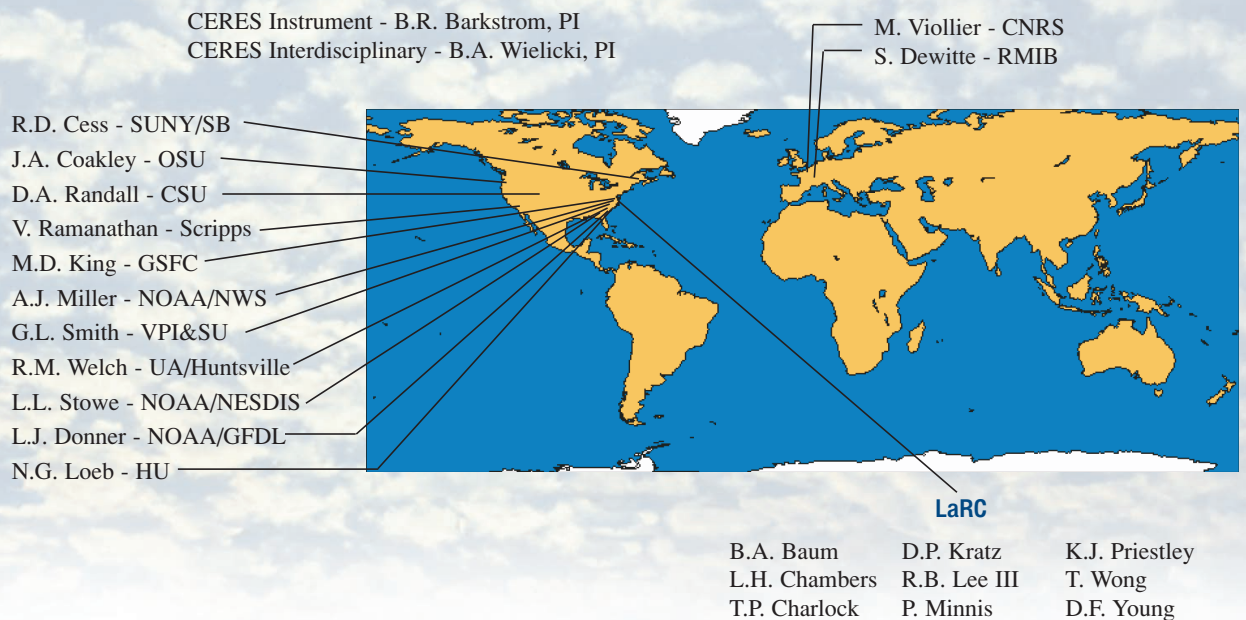 CERES Instrument - B.R. Barkstrom, PI
CERES Interdisciplinary - B.A. Wielicki, PI
M. Viollier - CNRS
S. Dewitte - RMIB
R.D. Cess - SUNY/SB
J.A. Coakley - OSU
D.A. Randall - CSU
V. Ramanathan - Scripps
M.D. King - GSFC
A.J. Miller - NOAA/NWS
G.L. Smith - VPI&SU
R.M. Welch - UA/Huntsville
L.L. Stowe - NOAA/NESDIS
L.J. Donner - NOAA/GFDL
N.G. Loeb - HU
LaRC
B.A. Baum D.P. Kratz K.J. Priestley
L.H. Chambers R.B. Lee III T. Wong
T.P. Charlock P. Minnis D.F. Young